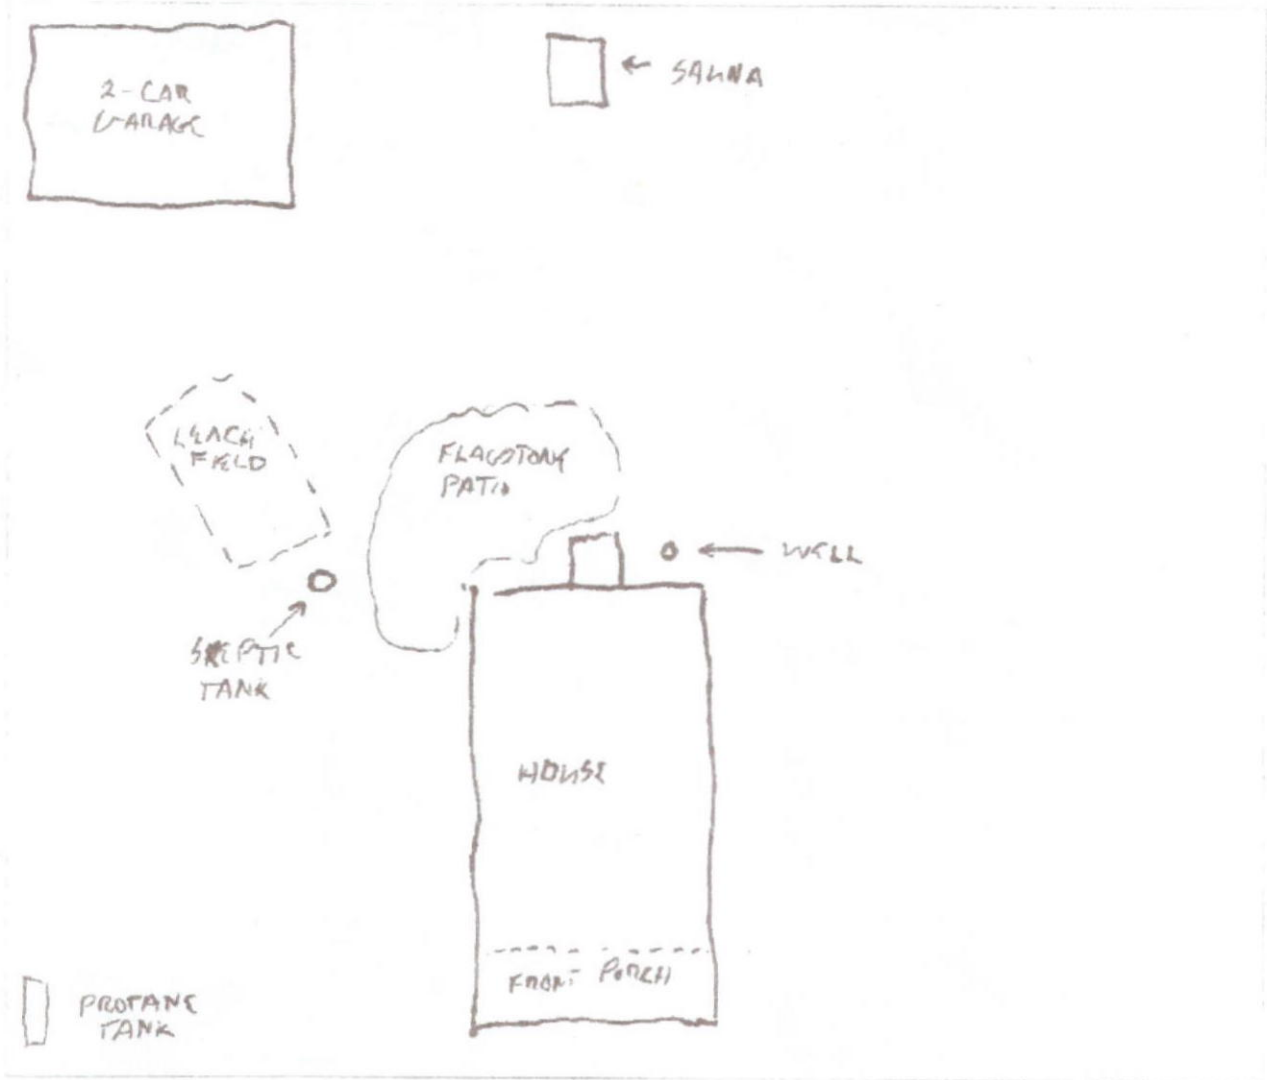 2-CAR
GARAGE
SAUNA
LEACH
FIELD
FLAGSTONE
PATIO
WELL
SEPTIC
TANK
HOUSE
FRONT PORCH
PROPANE
TANK